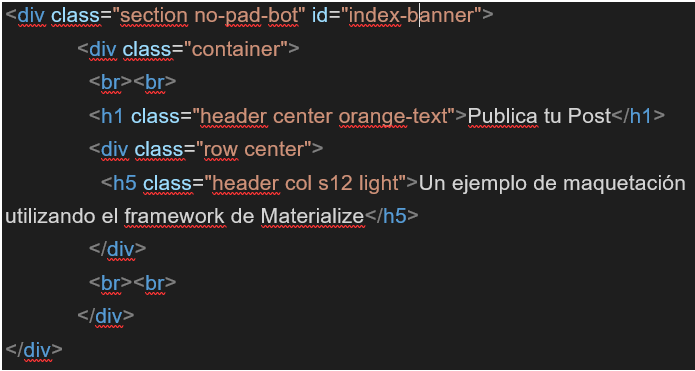 <div class="section no-pad-bot" id="index-banner">
<div class="container">
<br><br>
<h1 class="header center orange-text">Publica tu Post</h1>
<div class="row center">
<h5 class="header col s12 light">Un ejemplo de maquetación
utilizando el framework de Materialize</h5>
</div>
<br><br>
</div>
</div>